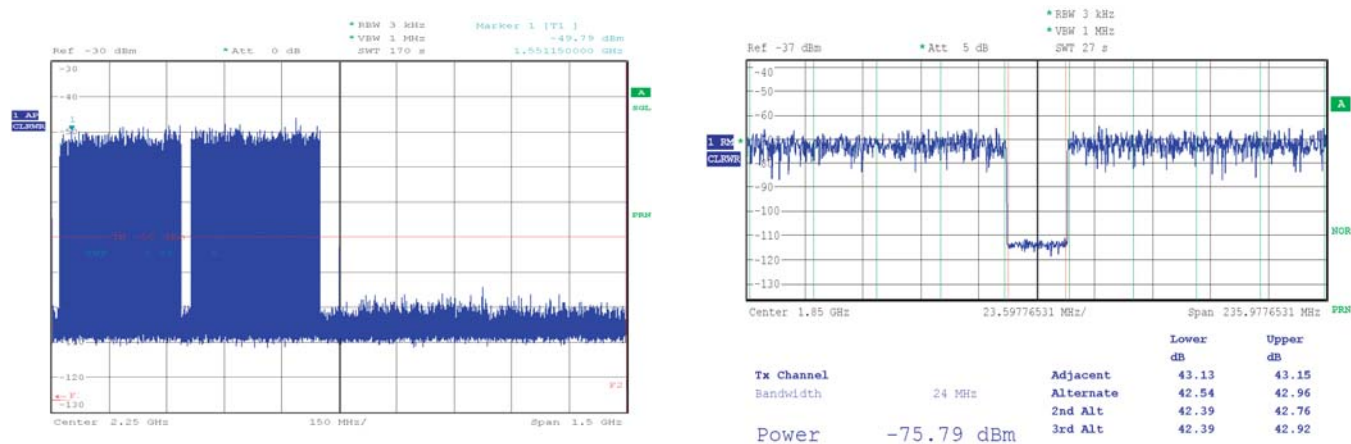 * RBW 3 kHz Marker 1 [T1 ]
* VBW 1 MHz -49.79 dBm
Ref -30 dBm * Att 0 dB SWT 170 s 1.551150000 GHz
-30
-40
1 AP
CLRWR
1
A
SGL
PRN
-120
-130
F2
Center 2.25 GHz 150 MHz/ Span 1.5 GHz
* RBW 3 kHz
* VBW 1 MHz
Ref -37 dBm * Att 5 dB SWT 27 s
-40
-50
-60
1 RM *
CLRWR
-80
-90
-100
-110
-120
-130
A
NOR
PRN
Center 1.85 GHz 23.59776531 MHz/ Span 235.9776531 MHz
Lower Upper
dB dB
Tx Channel Adjacent 43.13 43.15
Bandwidth 24 MHz Alternate 42.54 42.96
2nd Alt 42.39 42.76
Power -75.79 dBm 3rd Alt 42.39 42.92